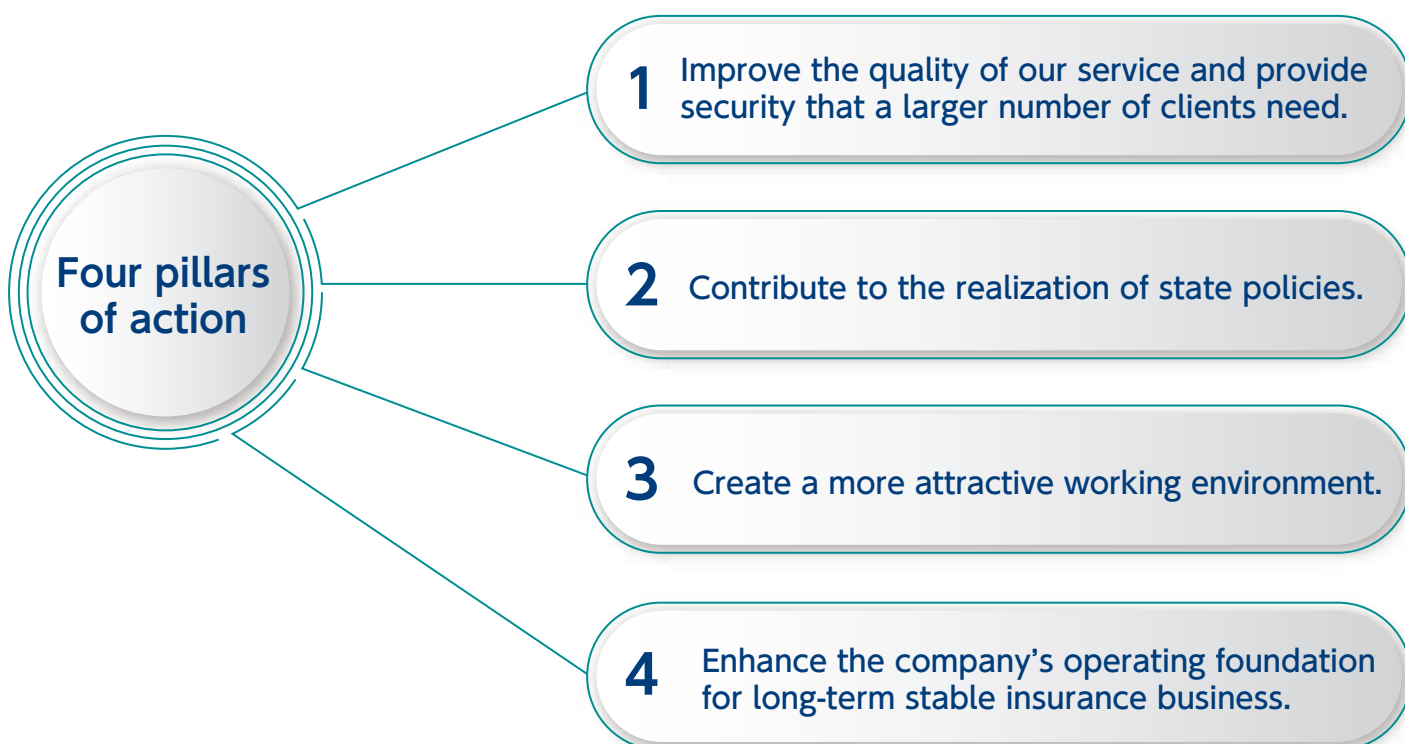 Four pillars
of action
1
Improve the quality of our service and provide
security that a larger number of clients need.
2
Contribute to the realization of state policies.
3
Create a more attractive working environment.
4
Enhance the company’s operating foundation
for long-term stable insurance business.